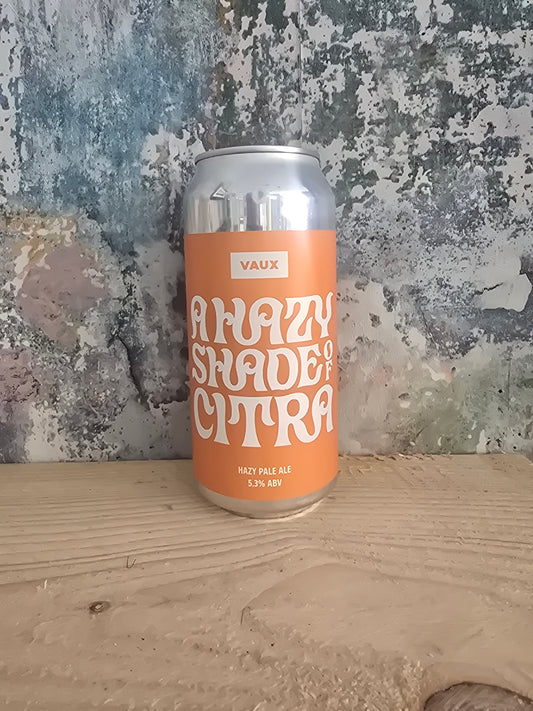 VAUX
A HAZY
SHADE OF
CITRA
HAZY PALE ALE
5.3% ABV